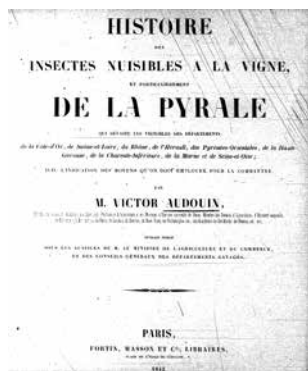 HISTOIRE
DES
INSECTES NUISIBLES A LA VIGNE,
ET PARTICULIÈREMENT
DE LA PYRALE
QUI DÉVASTE LES VIGNOBLES DES DÉPARTEMENTS
de la Côte-d'Or, de Saône-et-Loire, du Rhône, de l'Hérault, des Pyrénées-Orientales, de la Haute-
Garonne, de la Charente-Inférieure, de la Marne et de Seine-et-Oise;
AVEC L'INDICATION DES MOYENS QU'ON DOIT EMPLOYER POUR LA COMBATTRE.
PAR
M. VICTOR AUDOUIN,
OUVRAGE PUBLIÉ
SOUS LES AUSPICES DE M. LE MINISTRE DE L'AGRICULTURE ET DU COMMERCE,
ET DES CONSEILS GÉNÉRAUX DES DÉPARTEMENTS RAVAGÉS.
PARIS,
FORTIN, MASSON ET Cie, LIBRAIRES,
1842